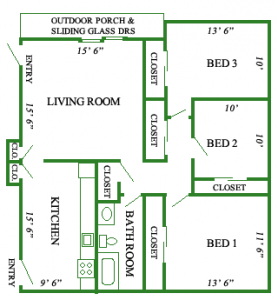 OUTDOOR PORCH &
SLIDING GLASS DRS
15' 6"
13' 6"
ENTRY
CLOSET
BED 3
10'
LIVING ROOM
15' 6"
10'
CLOSET
BED 2
10'
CLO.
CLO.
CLOSET
CLOSET
15' 6"
KITCHEN
BATH ROOM
CLOSET
BED 1
11' 6"
ENTRY
9' 6"
13' 6"